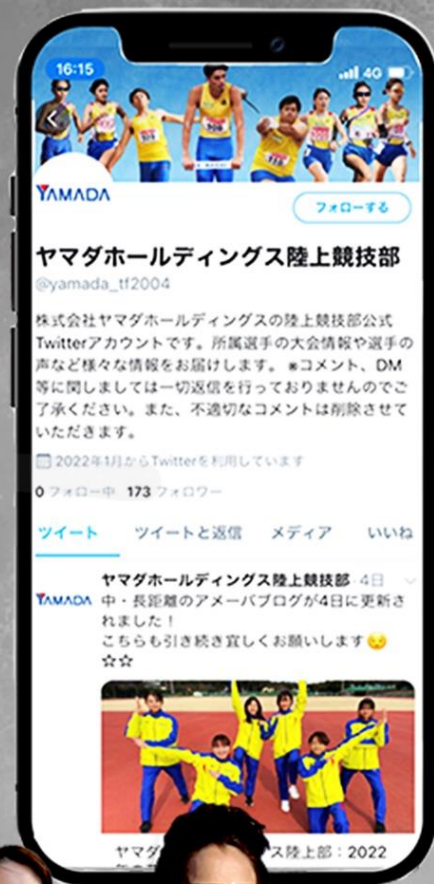 16:15
4G
YAMADA
フォローする
ヤマダホールディングス陸上競技部
@yamada_tf2004
株式会社ヤマダホールディングスの陸上競技部公式
Twitterアカウントです。所属選手の大会情報や選手の
声など様々な情報をお届けします。※コメント、DM
等に関しましては一切返信を行っておりませんのでご
了承ください。また、不適切なコメントは削除させて
いただきます。
2022年1月からTwitterを利用しています
0 フォロー中 173 フォロワー
ツイート ツイートと返信 メディア いいね
ヤマダホールディングス陸上競技部 4日
YAMADA 中・長距離のアメーバブログが4日に更新さ
れました！
こちらも引き続き宜しくお願いします😏
☆☆
ヤマダ ス陸上部：2022